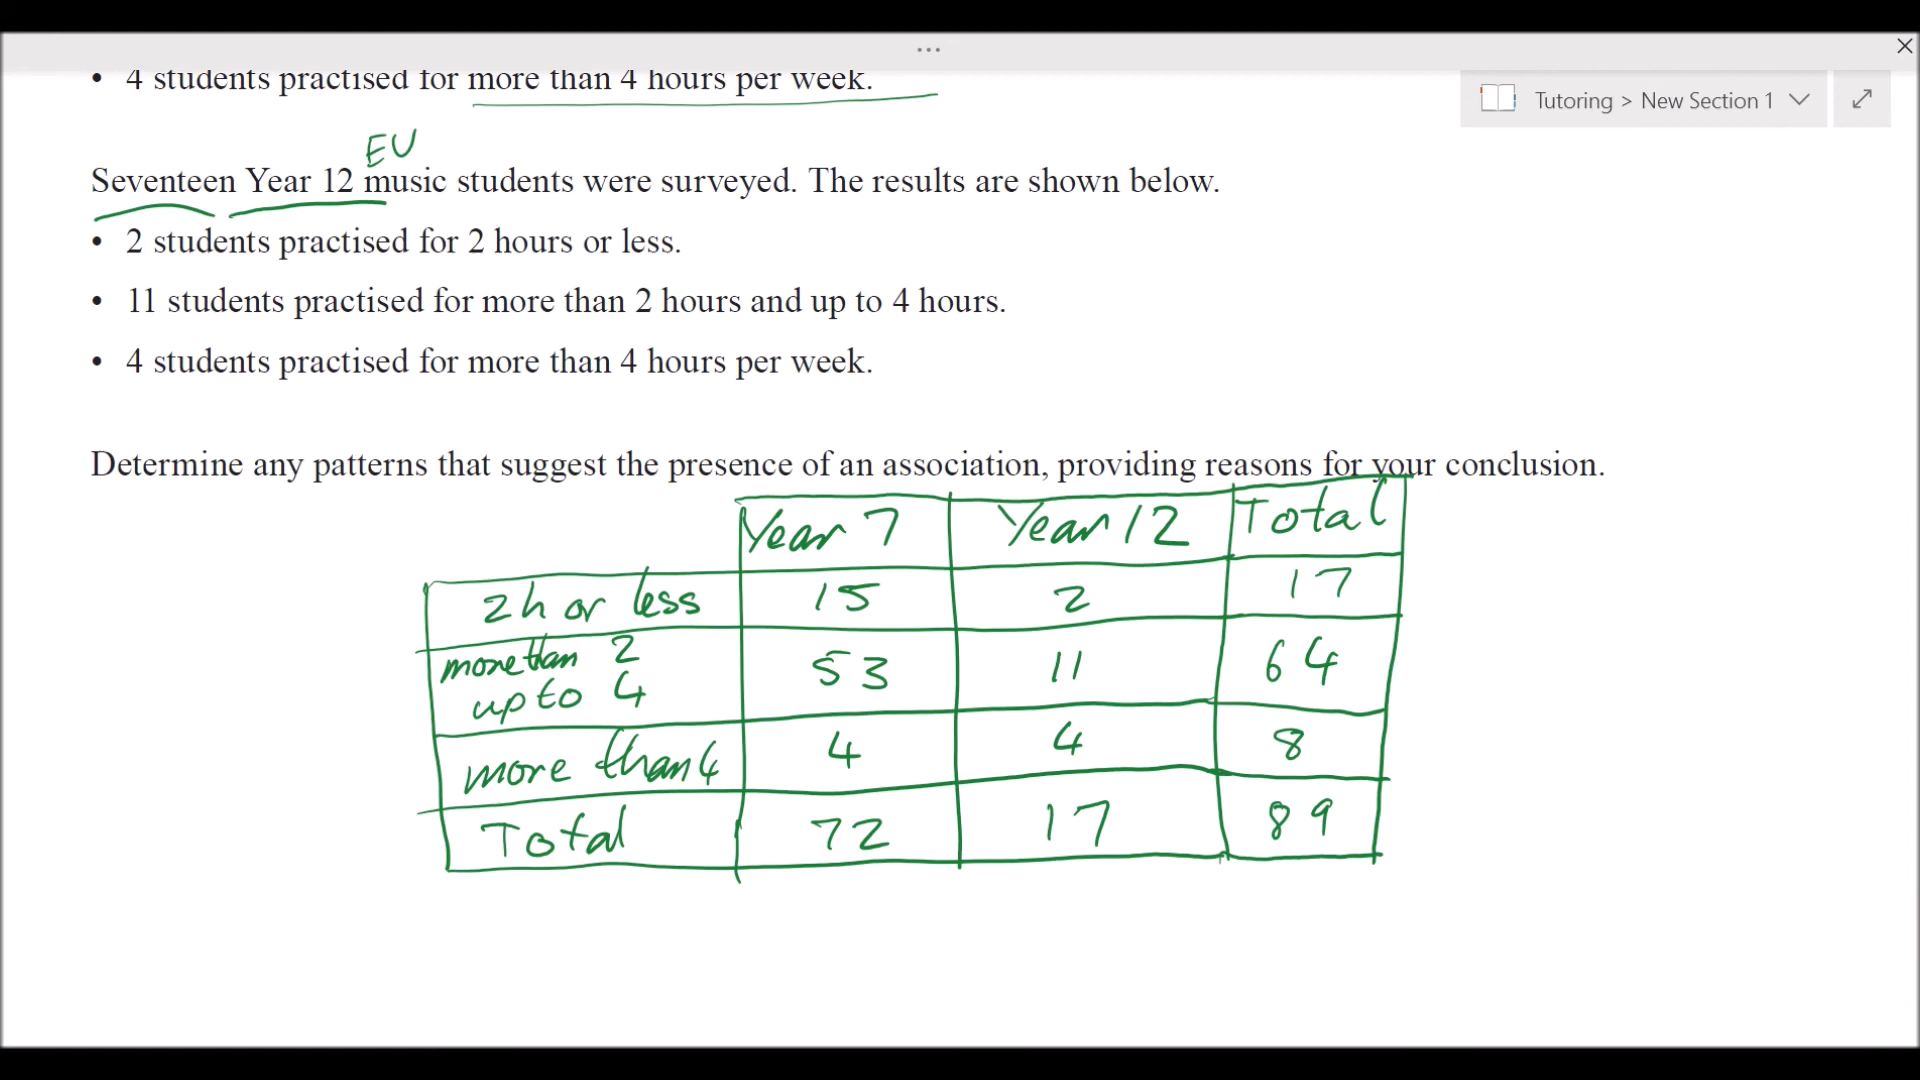 • 4 students practised for more than 4 hours per week.
Tutoring > New Section 1
EV
Seventeen Year 12 music students were surveyed. The results are shown below.
• 2 students practised for 2 hours or less.
• 11 students practised for more than 2 hours and up to 4 hours.
• 4 students practised for more than 4 hours per week.
Determine any patterns that suggest the presence of an association, providing reasons for your conclusion.
Year 7 Year 12 Total
2h or less 15 2 17
more than 2
up to 4 53 11 64
more than 4 4 4 8
Total 72 17 89